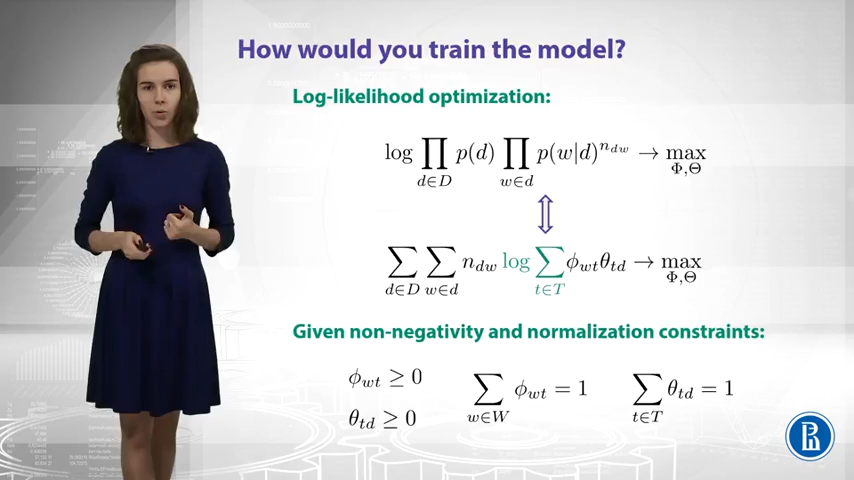 How would you train the model?
Log-likelihood optimization:
log ∏_{d∈D} p(d) ∏_{w∈d} p(w|d)^{n_{dw}} → max_{Φ,Θ}
⇕
∑_{d∈D} ∑_{w∈d} n_{dw} log ∑_{t∈T} ϕ_{wt}θ_{td} → max_{Φ,Θ}
Given non-negativity and normalization constraints:
ϕ_{wt} ≥ 0 ∑_{w∈W} ϕ_{wt} = 1 ∑_{t∈T} θ_{td} = 1
θ_{td} ≥ 0